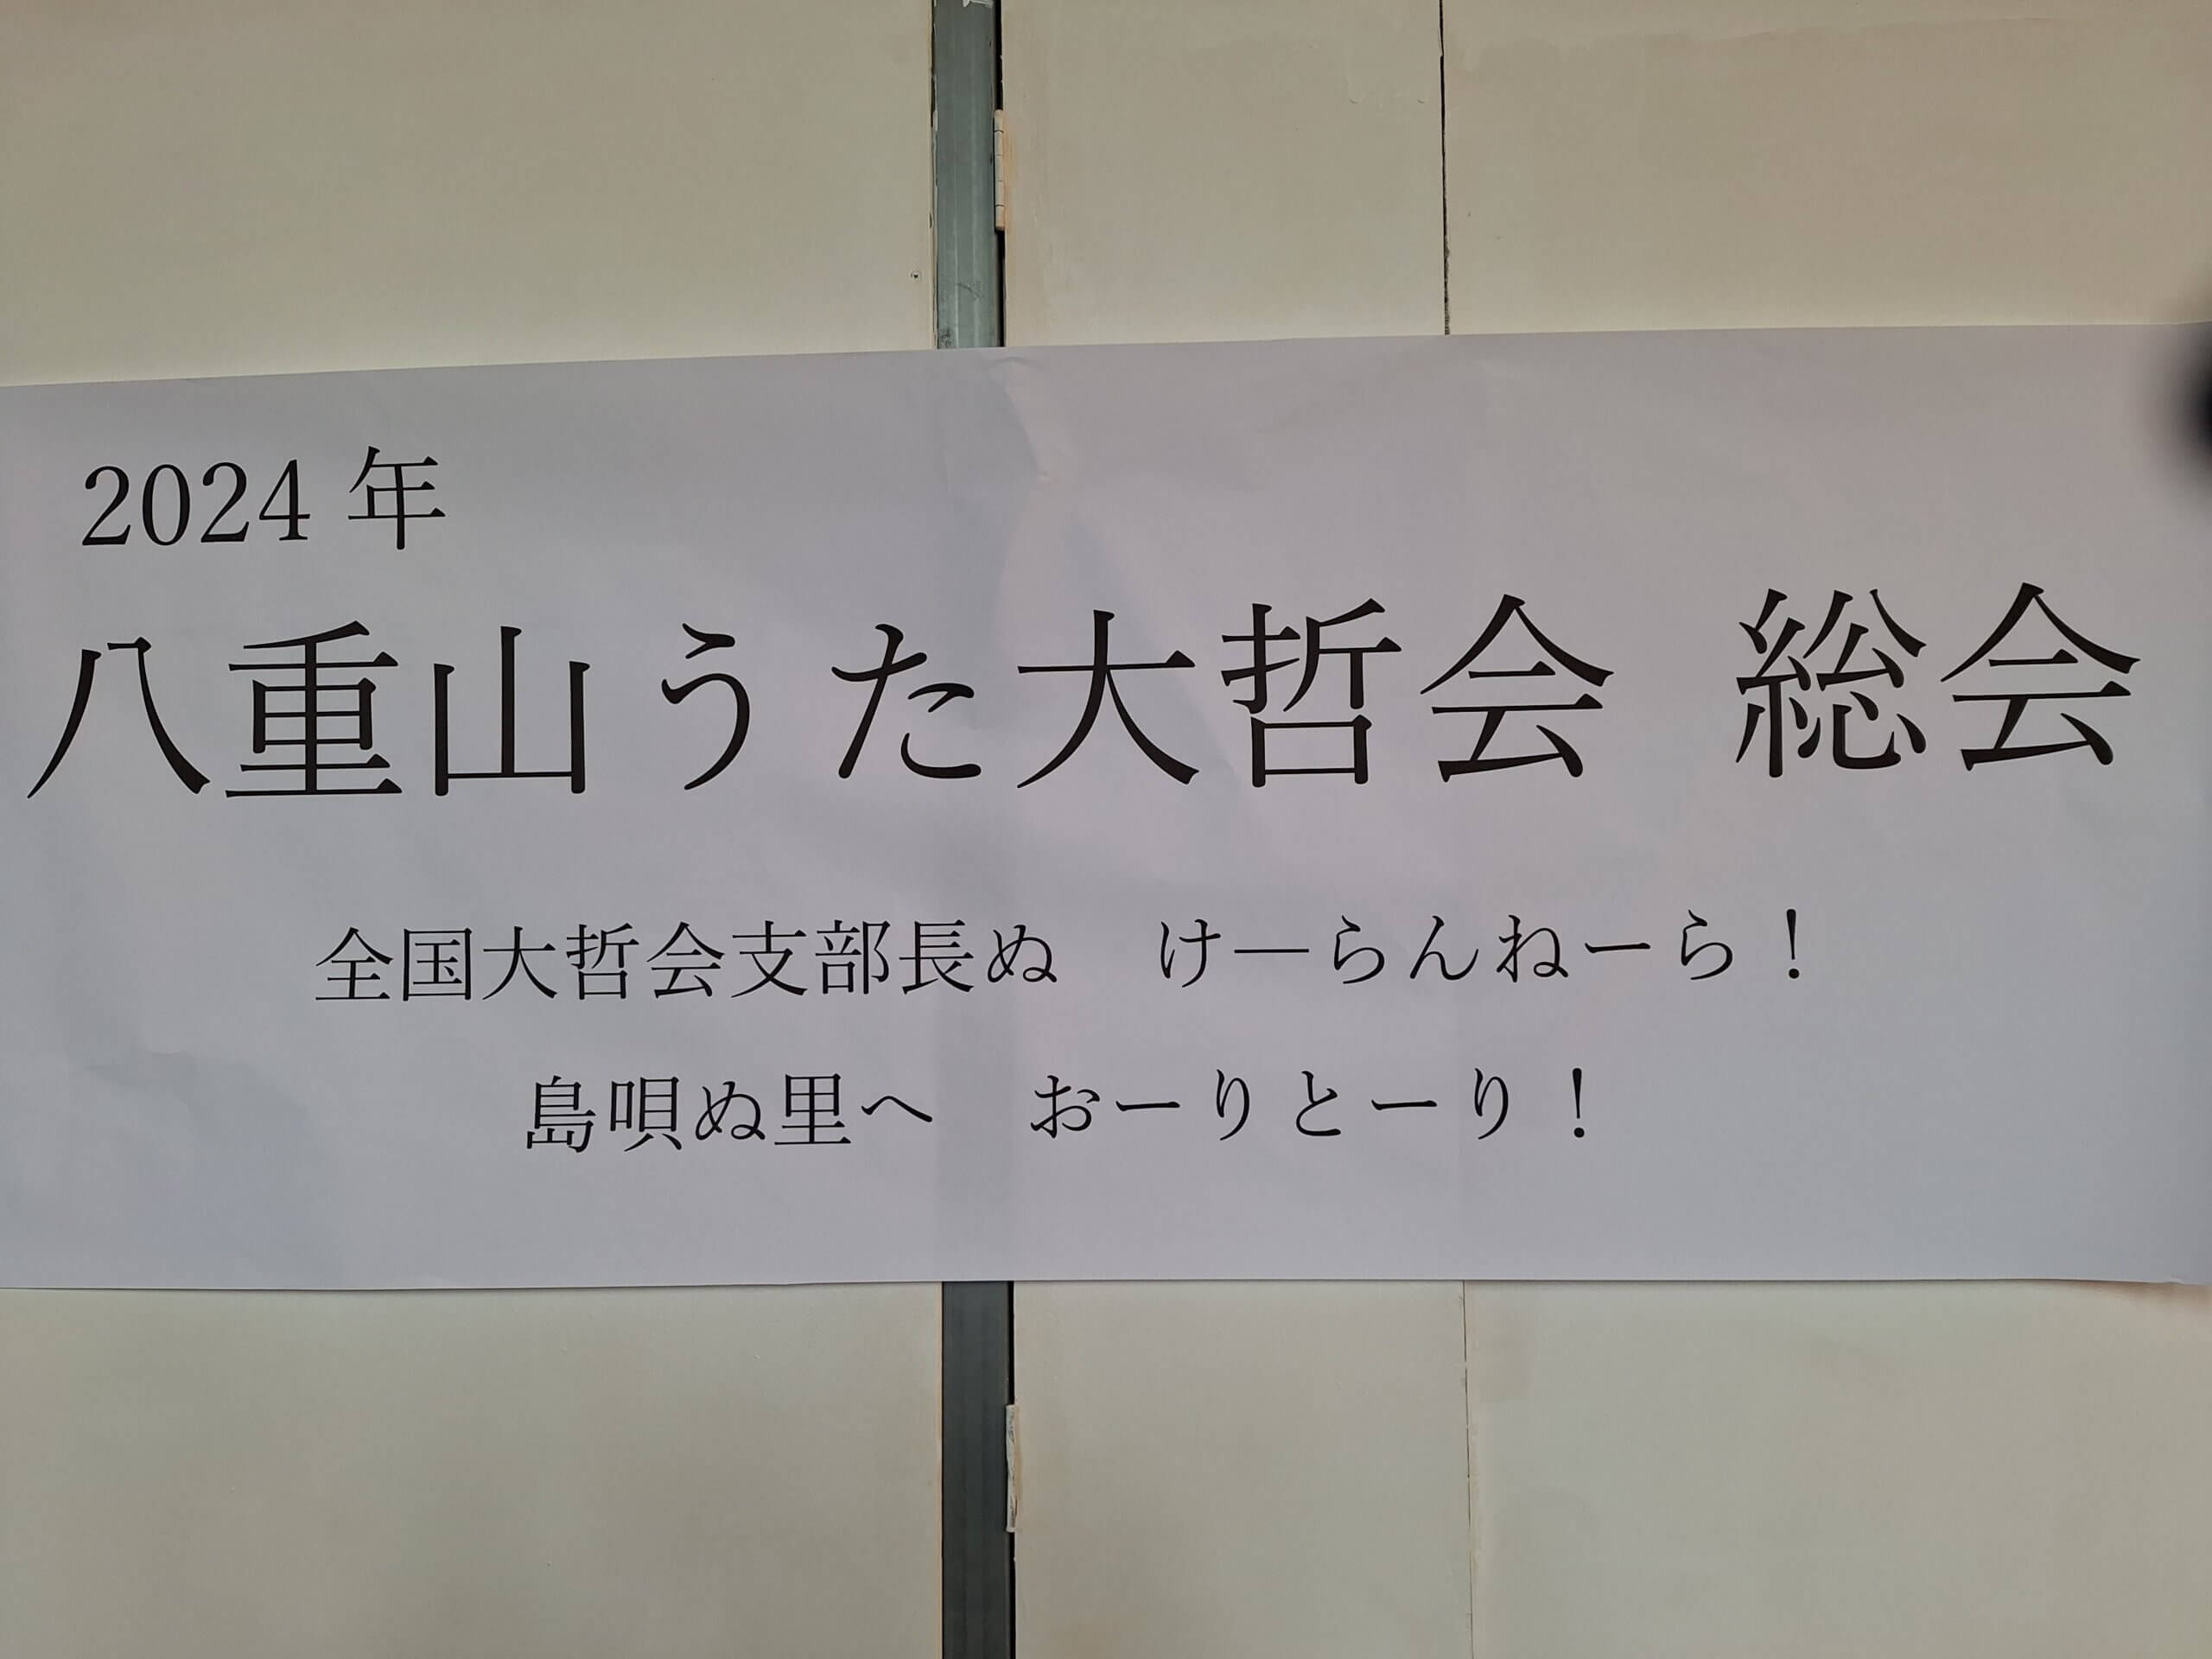 2024年
八重山うた大哲会 総会
全国大哲会支部長ぬ　けーらんねーら！
島唄ぬ里へ　おーりとーり！